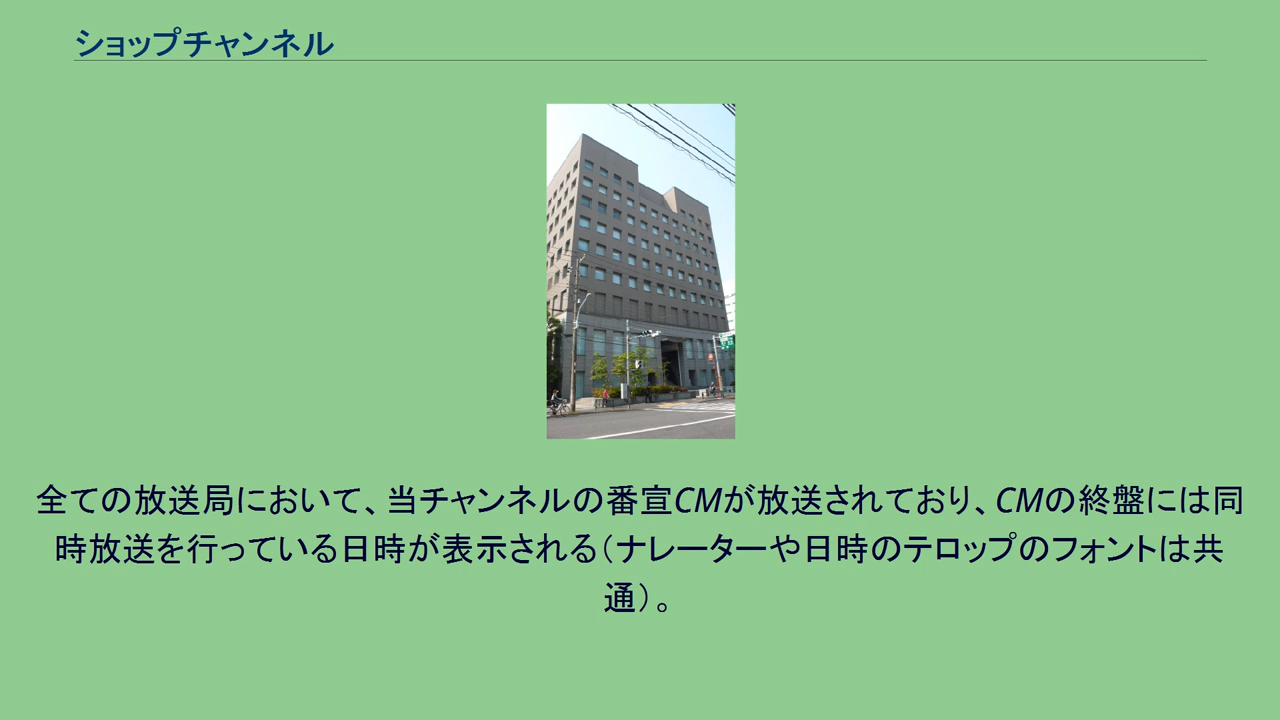 ショップチャンネル
全ての放送局において、当チャンネルの番宣CMが放送されており、CMの終盤には同
時放送を行っている日時が表示される（ナレーターや日時のテロップのフォントは共
通）。